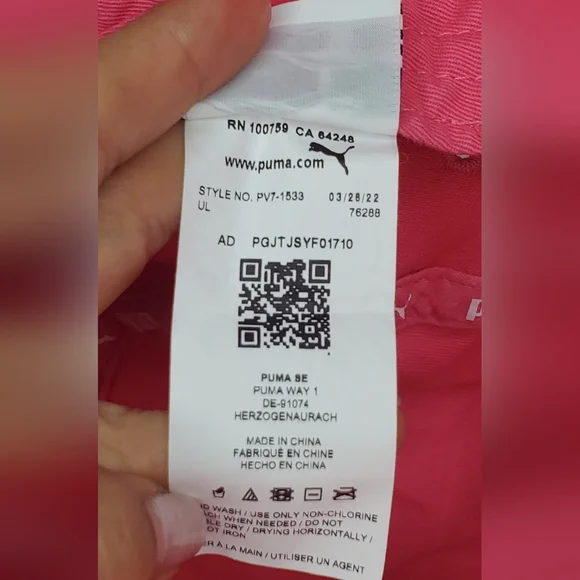 RN 100759 CA 64248
www.puma.com
STYLE NO. PV7-1533 03/28/22
UL 76288
AD PGJTJSYF01710
PUMA SE
PUMA WAY 1
DE-91074
HERZOGENAURACH
MADE IN CHINA
FABRIQUÉ EN CHINE
HECHO EN CHINA
WASH / USE ONLY NON-CHLORINE
WHEN NEEDED / DO NOT
DRY / DRYING HORIZONTALLY /
IRON
À LA MAIN / UTILISER UN AGENT